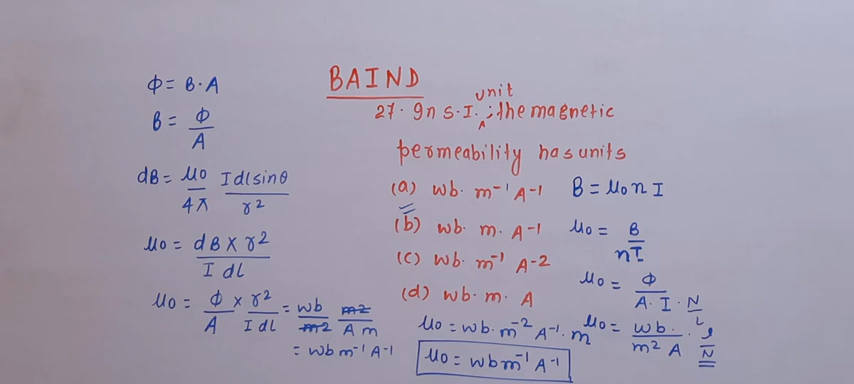 BAIND
27. In S.I. unit ; the magnetic
permeability has units
(a) wb. m⁻¹ A-1
(b) wb. m. A-1
(c) wb. m⁻¹ A-2
(d) wb. m. A
Φ = B·A
B = Φ/A
dB = μ0/4π Idlsinθ/r2
μ0 = dB × r2/I dl
μ0 = Φ/A × r2/Idl = wb/m2 m2/A m
= wb m⁻¹ A⁻¹
B = μ0 n I
μ0 = B/nI
μ0 = Φ/A. I. N/L
μ0 = wb./m2 A .
μ0 = wb. m⁻² A⁻¹. m
μ0 = wb m⁻¹ A⁻¹